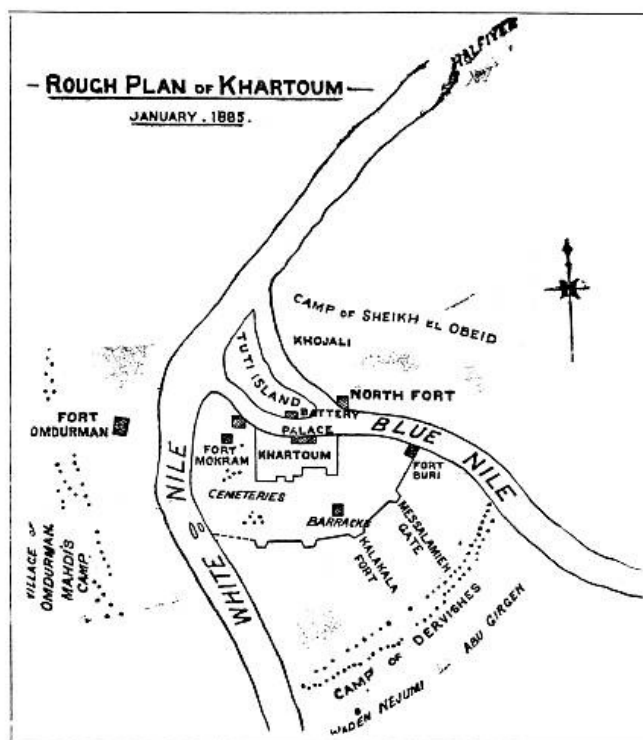 HALFIYEH
- ROUGH PLAN OF KHARTOUM -
JANUARY. 1885.
CAMP OF SHEIKH EL OBEID
KHOJALI
TUTI ISLAND
NORTH FORT
BATTERY
FORT
OMDURMAN
PALACE
BLUE NILE
FORT
MOKRAM
KHARTOUM
FORT
BURI
CEMETERIES
WHITE NILE
BARRACKS
MESSALAMIEH
GATE
KALAKALA
FORT
VILLAGE OF
OMDURMAN
MAHDI'S
CAMP
CAMP OF DERVISHES
WADEN NEJUMI ABU GIRGEH